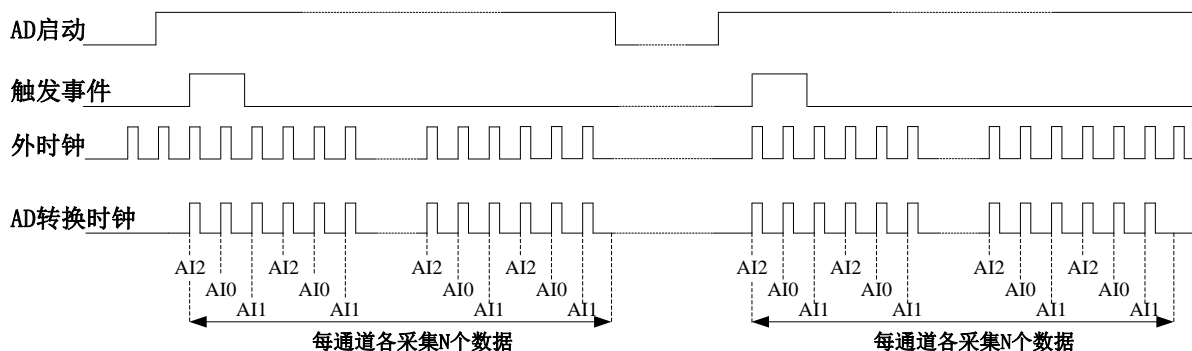 AD启动
触发事件
外时钟
AD转换时钟
AI2 AI2 AI2 AI2 AI2 AI2 AI2 AI2
AI0 AI0 AI0 AI0 AI0 AI0 AI0 AI0
AI1 AI1 AI1 AI1 AI1 AI1 AI1 AI1
每通道各采集N个数据 每通道各采集N个数据